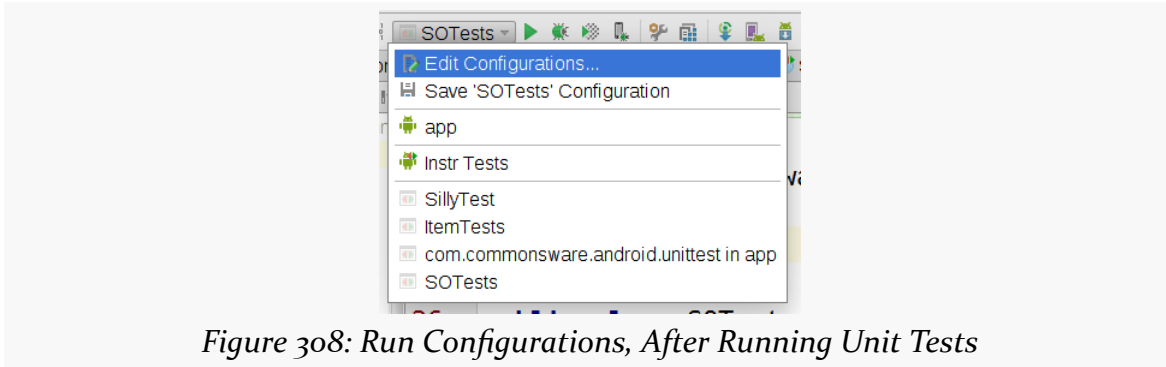 SOTests
Edit Configurations...
Save 'SOTests' Configuration
app
Instr Tests
SillyTest
ItemTests
com.commonsware.android.unittest in app
SOTests
Figure 308: Run Configurations, After Running Unit Tests